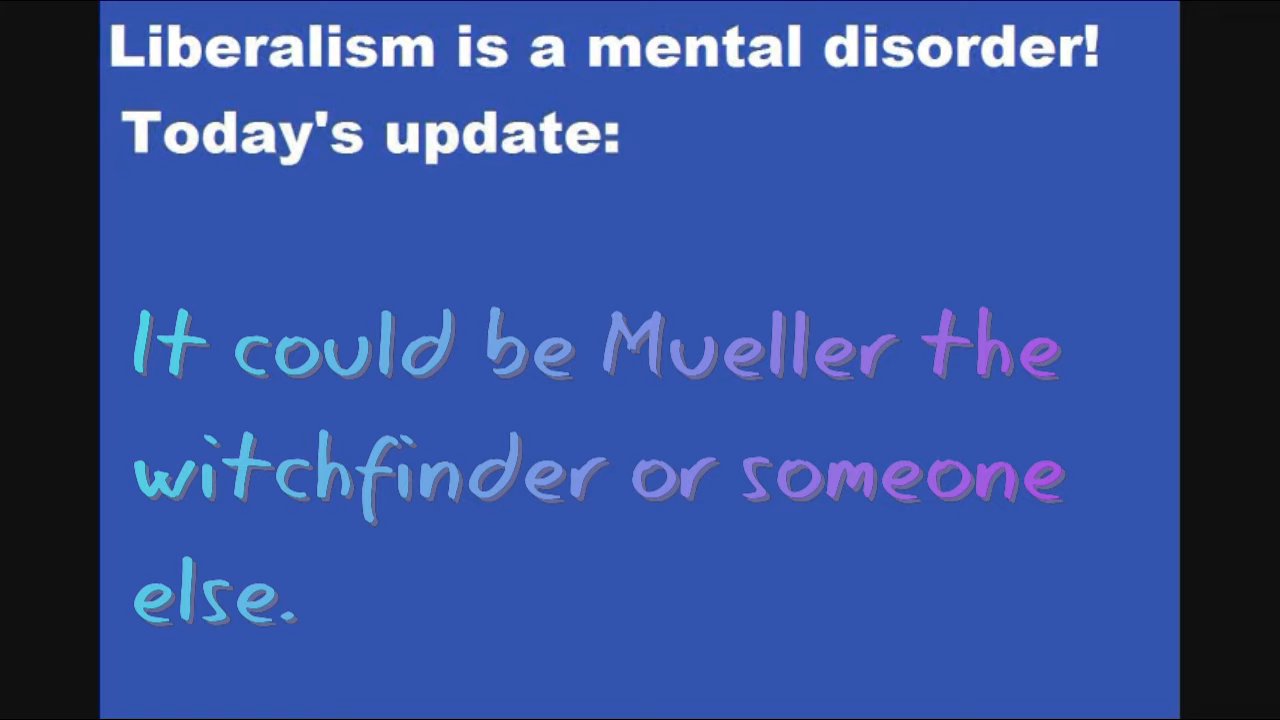 Liberalism is a mental disorder!
Today's update:
It could be Mueller the
witchfinder or someone
else.